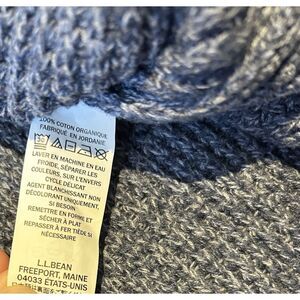 100% COTON ORGANIQUE
FABRIQUÉ EN JORDANIE
LAVER EN MACHINE EN EAU
FROIDE, SÉPARER LES
COULEURS, SUR L'ENVERS
CYCLE DELICAT
AGENT BLANCHISSANT NON
DÉCOLORANT UNIQUEMENT,
SI BESOIN
REMETTRE EN FORME ET
SÉCHER À PLAT
REPASSER À FER TIÈDE SI
NÉCESSAIRE
L.L.BEAN
FREEPORT, MAINE
04033 ÉTATS-UNIS